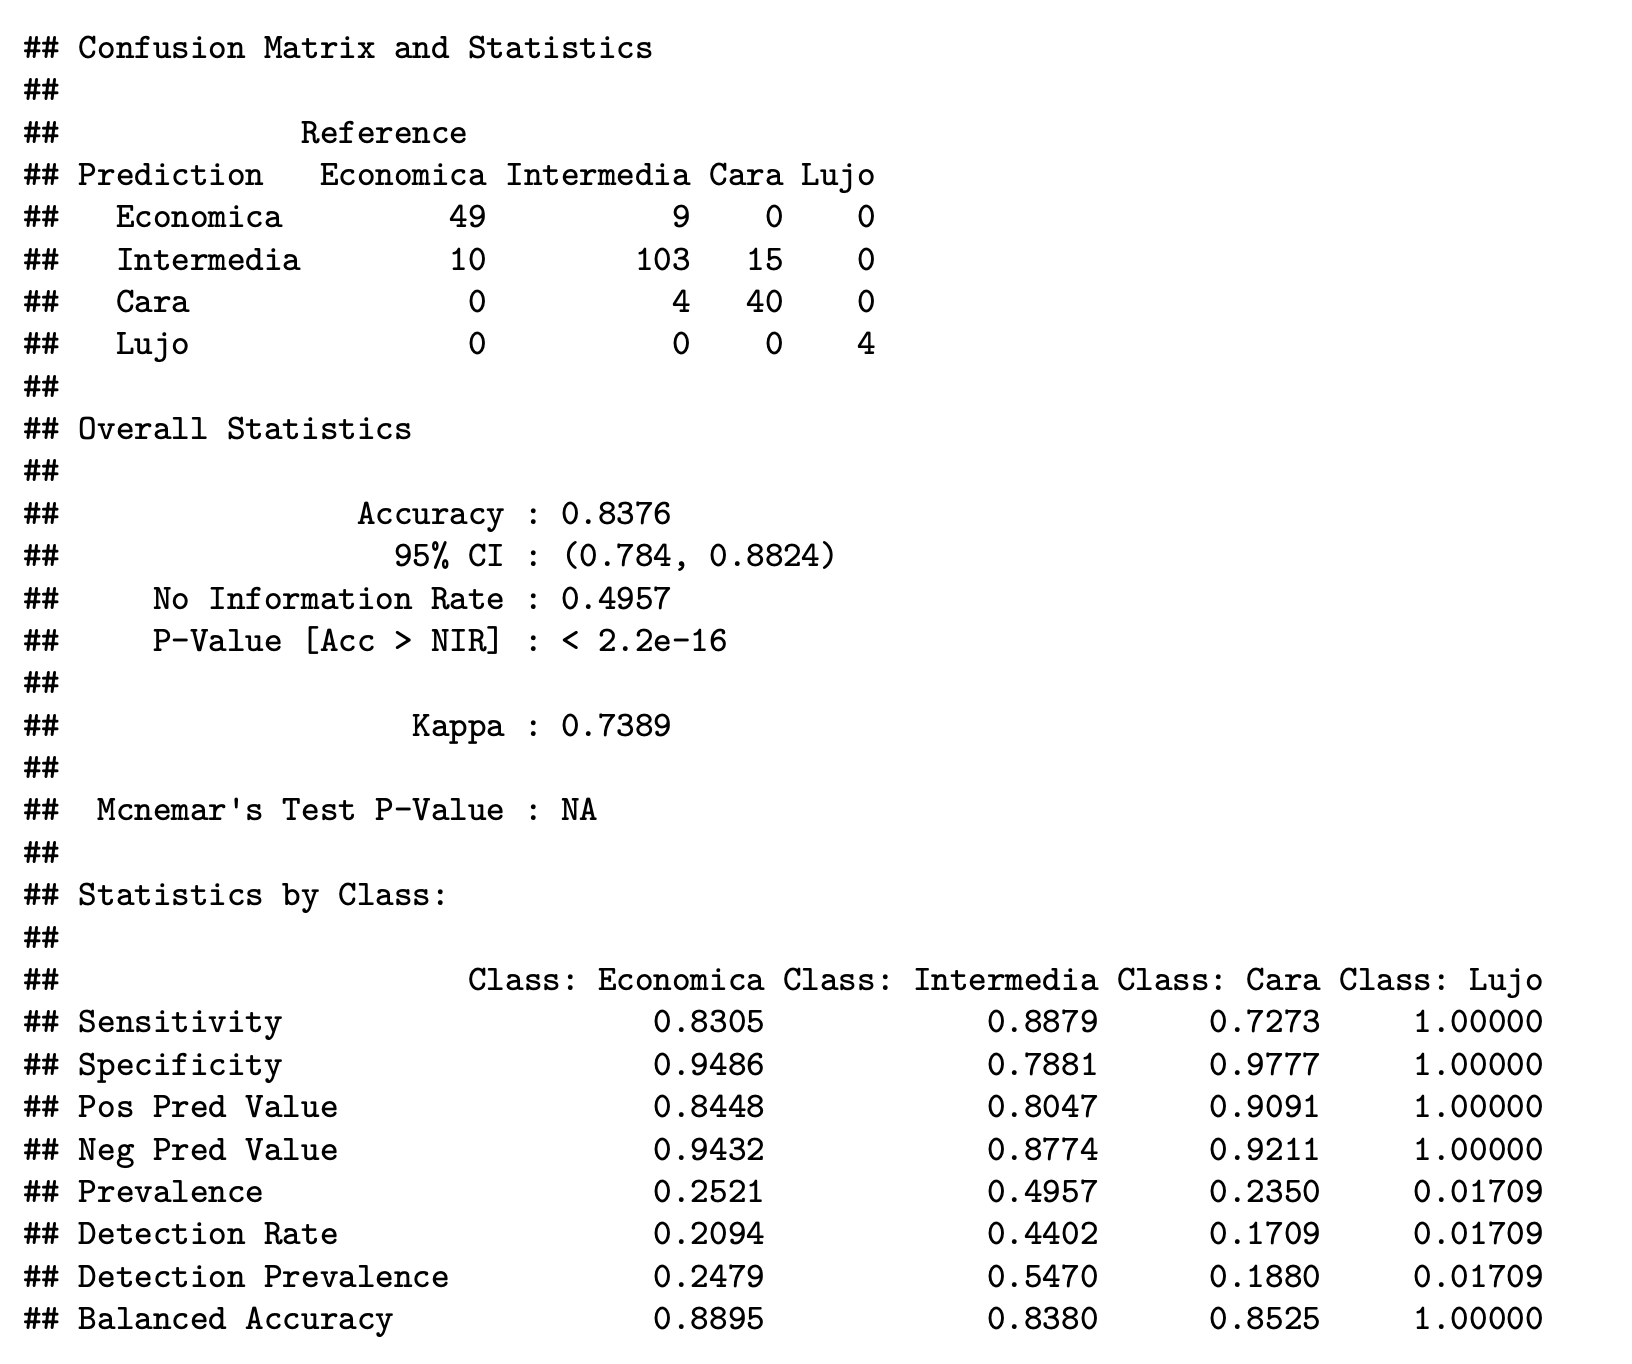 ## Confusion Matrix and Statistics
##
##             Reference
## Prediction   Economica Intermedia Cara Lujo
##   Economica         49          9    0    0
##   Intermedia        10        103   15    0
##   Cara               0          4   40    0
##   Lujo               0          0    0    4
##
## Overall Statistics
##
##                Accuracy : 0.8376
##                  95% CI : (0.784, 0.8824)
##     No Information Rate : 0.4957
##     P-Value [Acc > NIR] : < 2.2e-16
##
##                   Kappa : 0.7389
##
##  Mcnemar's Test P-Value : NA
##
## Statistics by Class:
##
##                      Class: Economica Class: Intermedia Class: Cara Class: Lujo
## Sensitivity                    0.8305            0.8879      0.7273     1.00000
## Specificity                    0.9486            0.7881      0.9777     1.00000
## Pos Pred Value                 0.8448            0.8047      0.9091     1.00000
## Neg Pred Value                 0.9432            0.8774      0.9211     1.00000
## Prevalence                     0.2521            0.4957      0.2350     0.01709
## Detection Rate                 0.2094            0.4402      0.1709     0.01709
## Detection Prevalence           0.2479            0.5470      0.1880     0.01709
## Balanced Accuracy              0.8895            0.8380      0.8525     1.00000